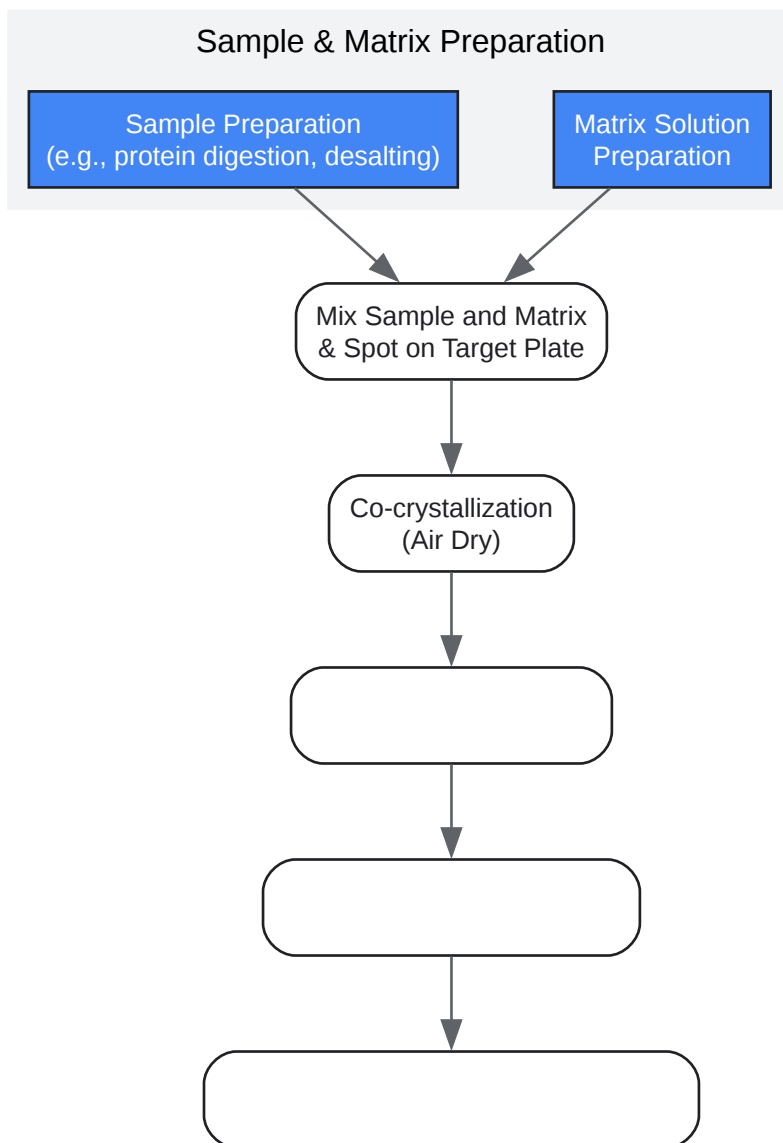 Sample & Matrix Preparation
Sample Preparation
(e.g., protein digestion, desalting)
Matrix Solution
Preparation
Mix Sample and Matrix
& Spot on Target Plate
Co-crystallization
(Air Dry)